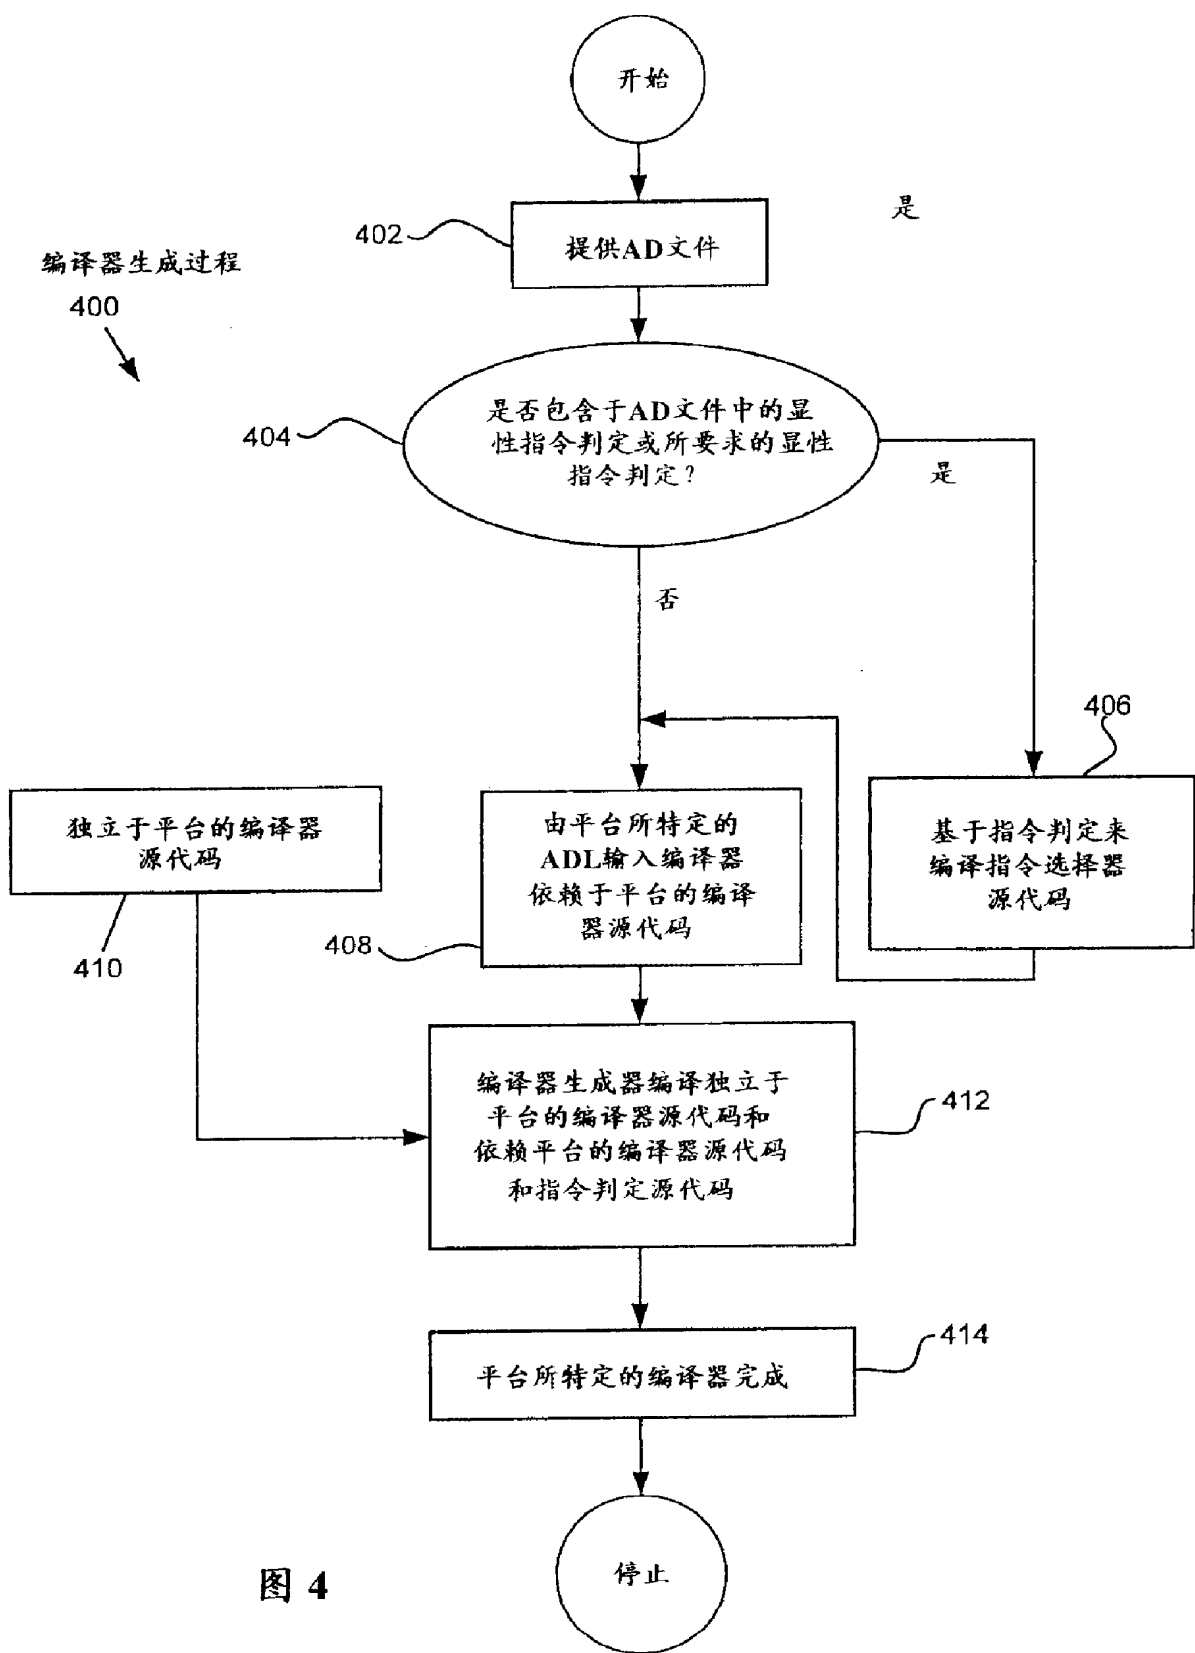 开始
是
402
提供AD文件
编译器生成过程
400
是否包含于AD文件中的显
性指令判定或所要求的显性
指令判定？
404
是
否
406
独立于平台的编译器
源代码
410
由平台所特定的
ADL输入编译器
依赖于平台的编译
器源代码
408
基于指令判定来
编译指令选择器
源代码
编译器生成器编译独立于
平台的编译器源代码和
依赖平台的编译器源代码
和指令判定源代码
412
平台所特定的编译器完成
414
停止
图 4